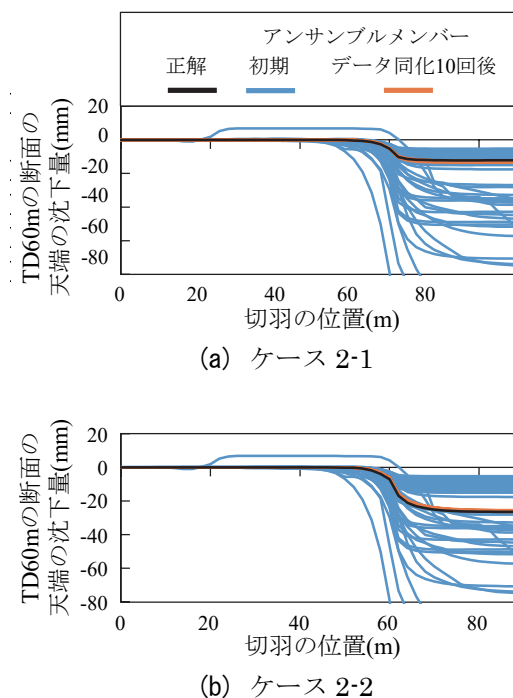 アンサンブルメンバー
正解 初期 データ同化10回後
TD60mの断面の
天端の沈下量(mm)
20
0
-20
-40
-60
-80
0 20 40 60 80
切羽の位置(m)
(a) ケース 2-1
TD60mの断面の
天端の沈下量(mm)
20
0
-20
-40
-60
-80
0 20 40 60 80
切羽の位置(m)
(b) ケース 2-2